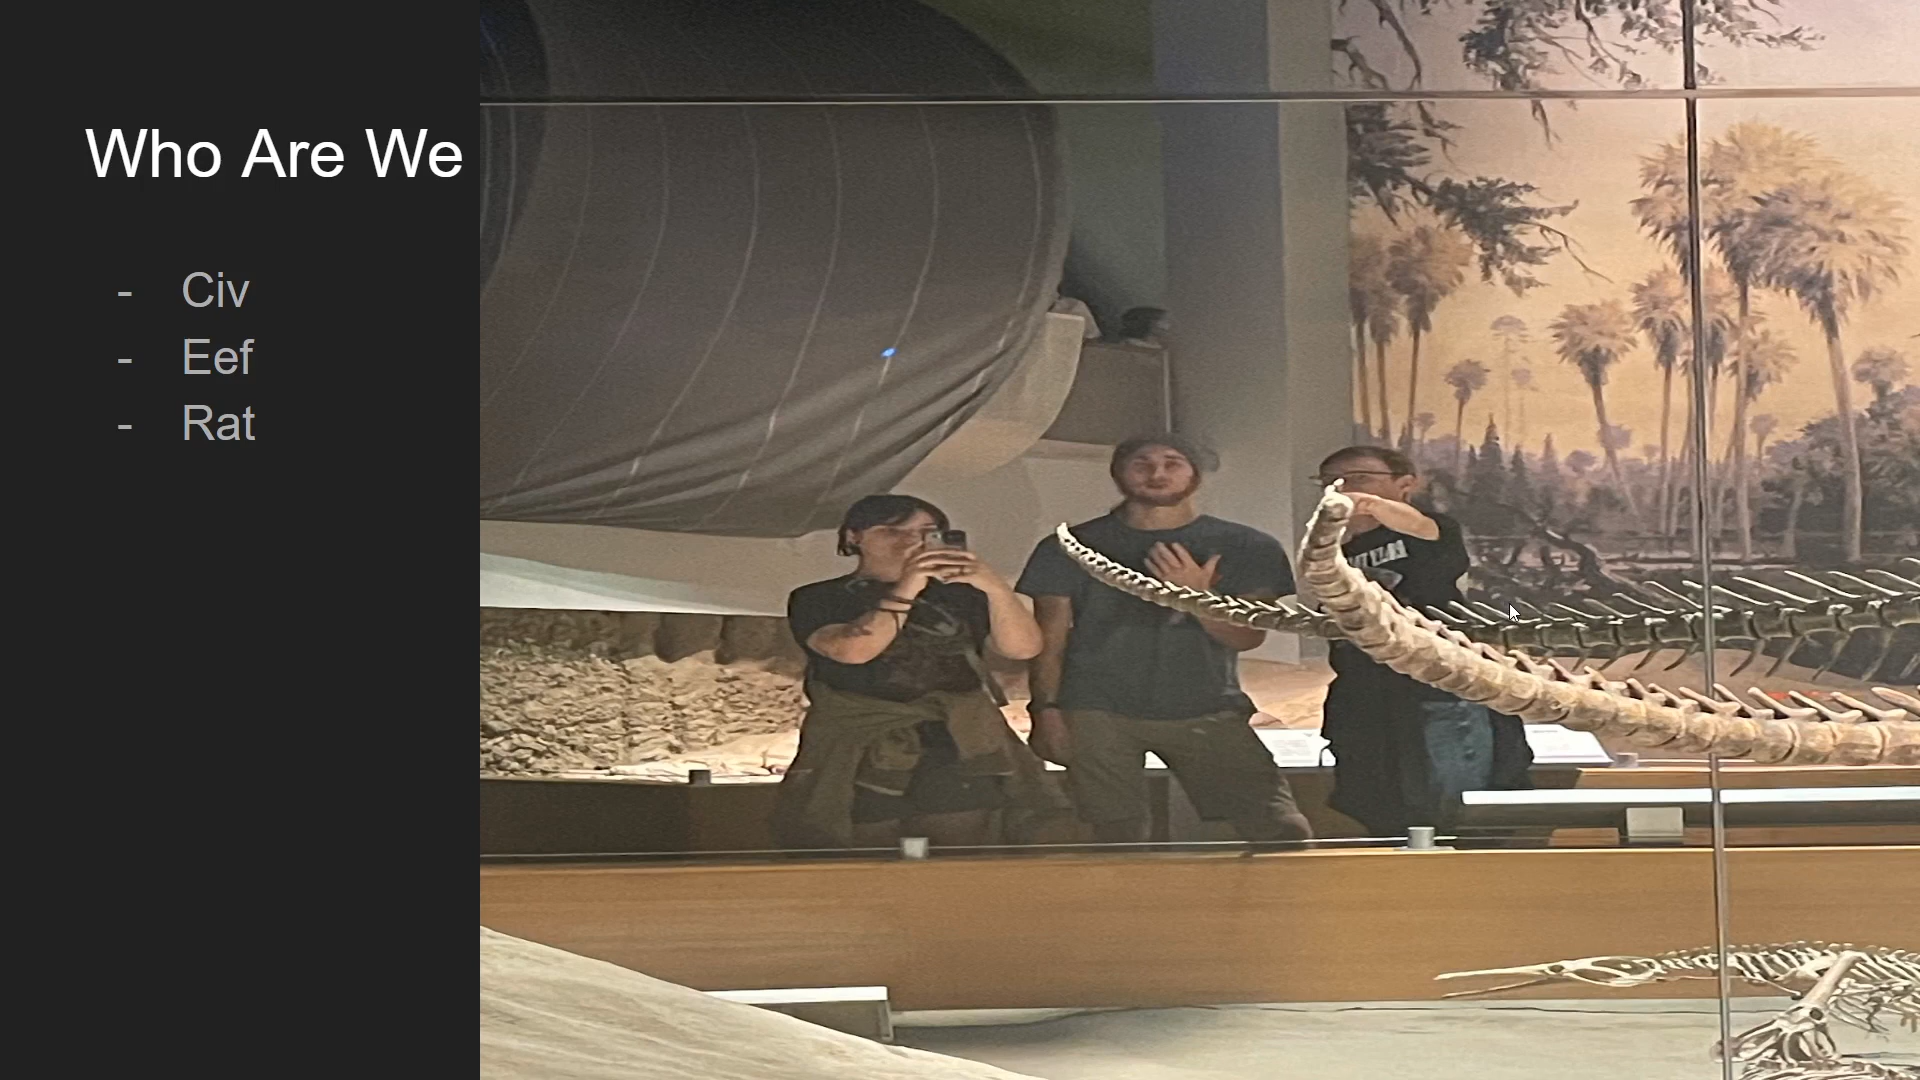 Who Are We
- Civ
- Eef
- Rat